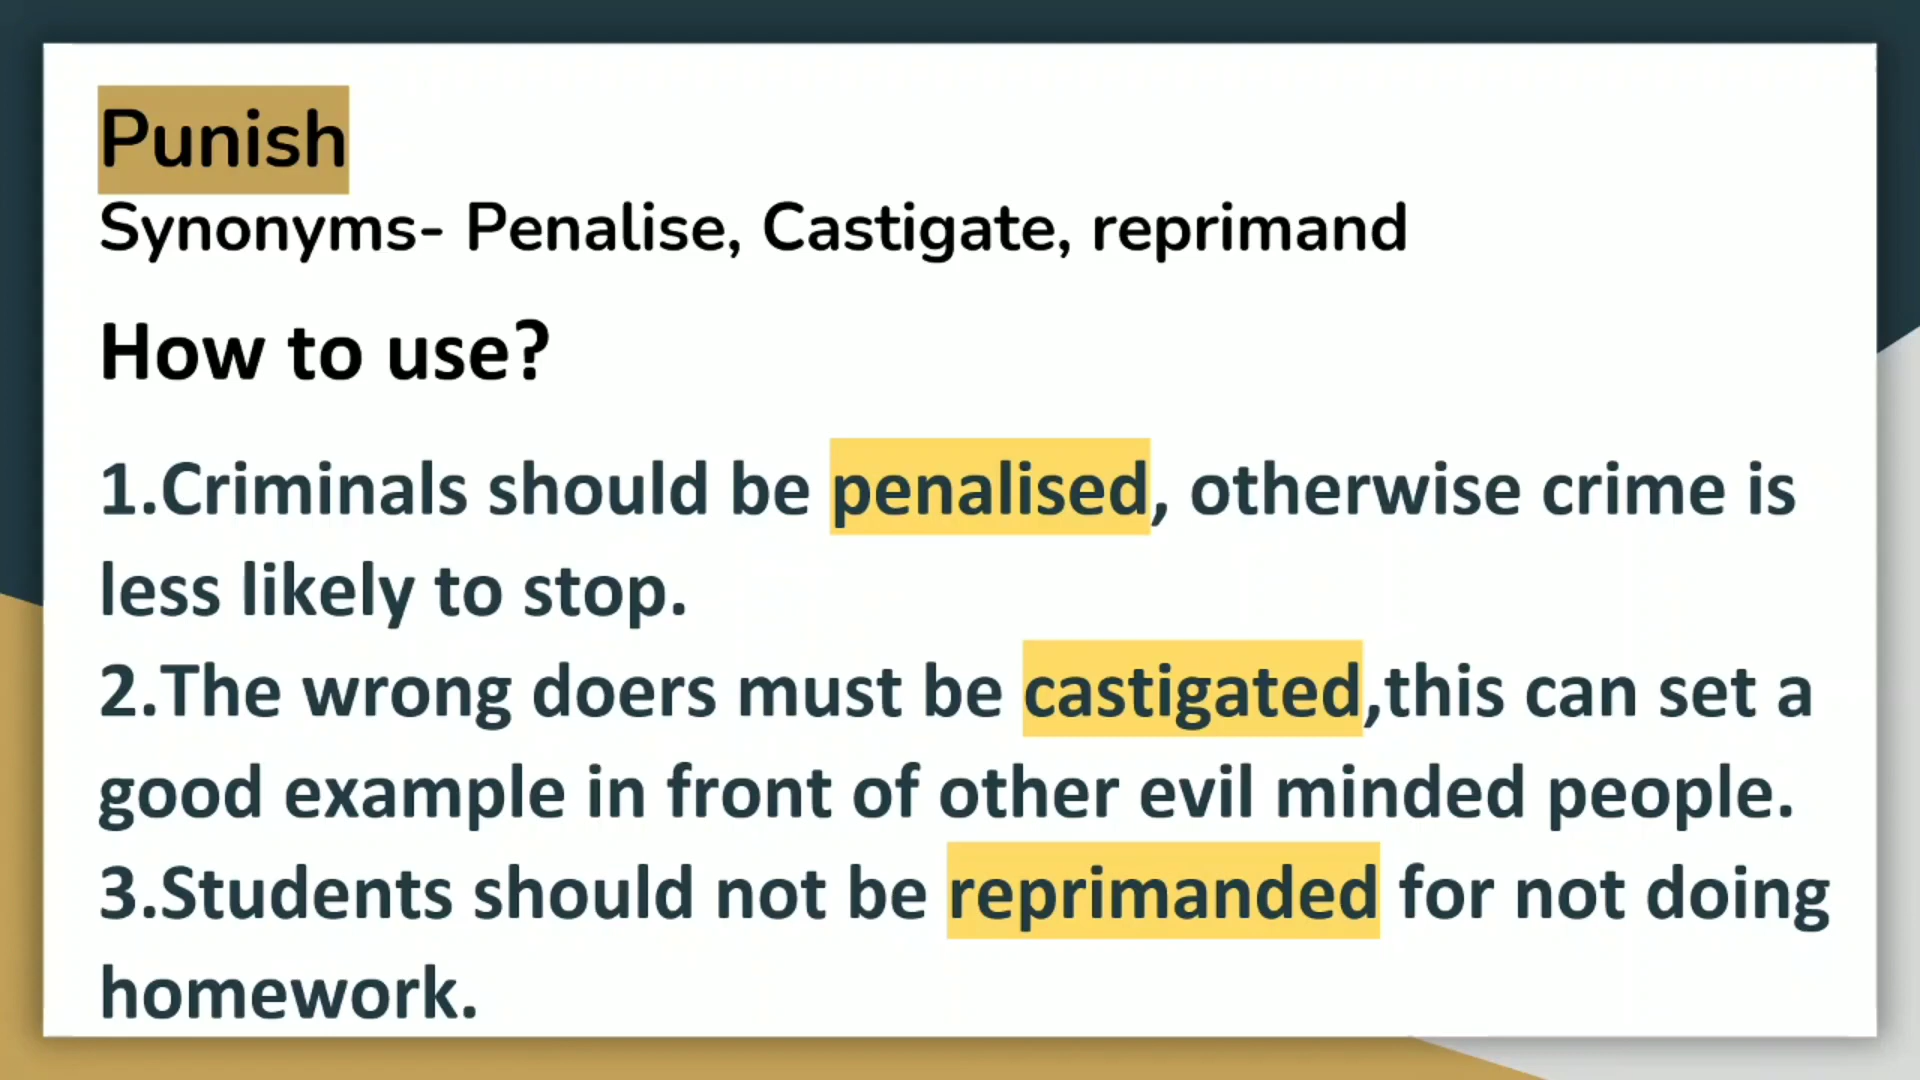 Punish
Synonyms- Penalise, Castigate, reprimand
How to use?
1.Criminals should be penalised, otherwise crime is
less likely to stop.
2.The wrong doers must be castigated,this can set a
good example in front of other evil minded people.
3.Students should not be reprimanded for not doing
homework.